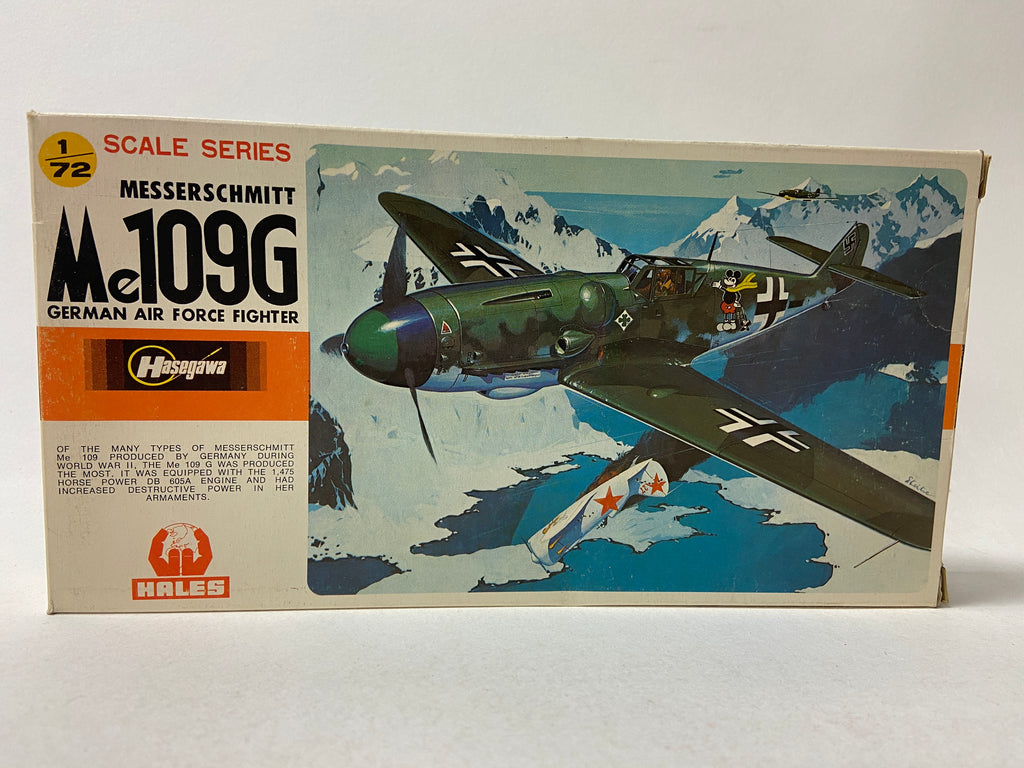 1
72
SCALE SERIES
MESSERSCHMITT
Me109G
GERMAN AIR FORCE FIGHTER
Hasegawa
OF THE MANY TYPES OF MESSERSCHMITT
Me 109 PRODUCED BY GERMANY DURING
WORLD WAR II, THE Me 109 G WAS PRODUCED
THE MOST. IT WAS EQUIPPED WITH THE 1,475
HORSE POWER DB 605A ENGINE AND HAD
INCREASED DESTRUCTIVE POWER IN HER
ARMAMENTS.
HALES